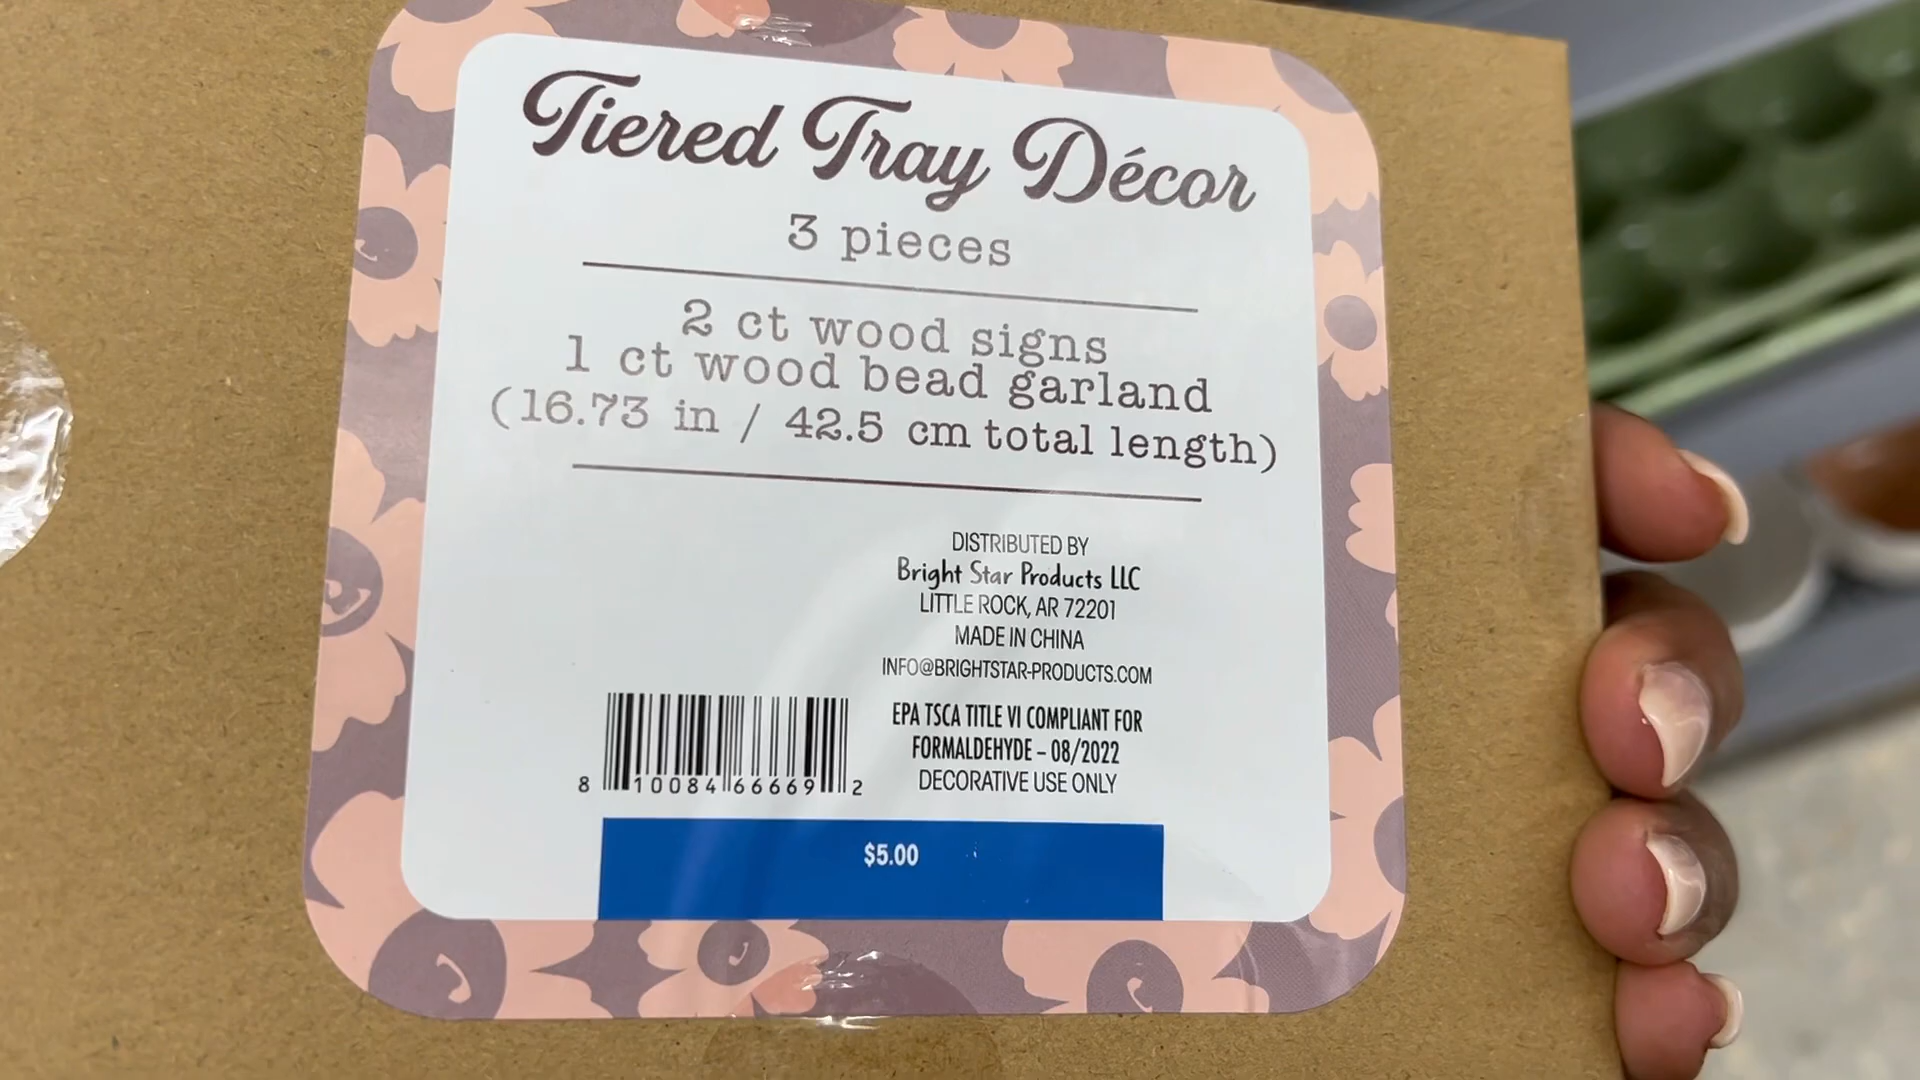 Tiered Tray Décor
3 pieces
2 ct wood signs
1 ct wood bead garland
(16.73 in / 42.5 cm total length)
DISTRIBUTED BY
Bright Star Products LLC
LITTLE ROCK, AR 72201
MADE IN CHINA
INFO@BRIGHTSTAR-PRODUCTS.COM
EPA TSCA TITLE VI COMPLIANT FOR
FORMALDEHYDE – 08/2022
DECORATIVE USE ONLY
8 10084 66669 2
$5.00